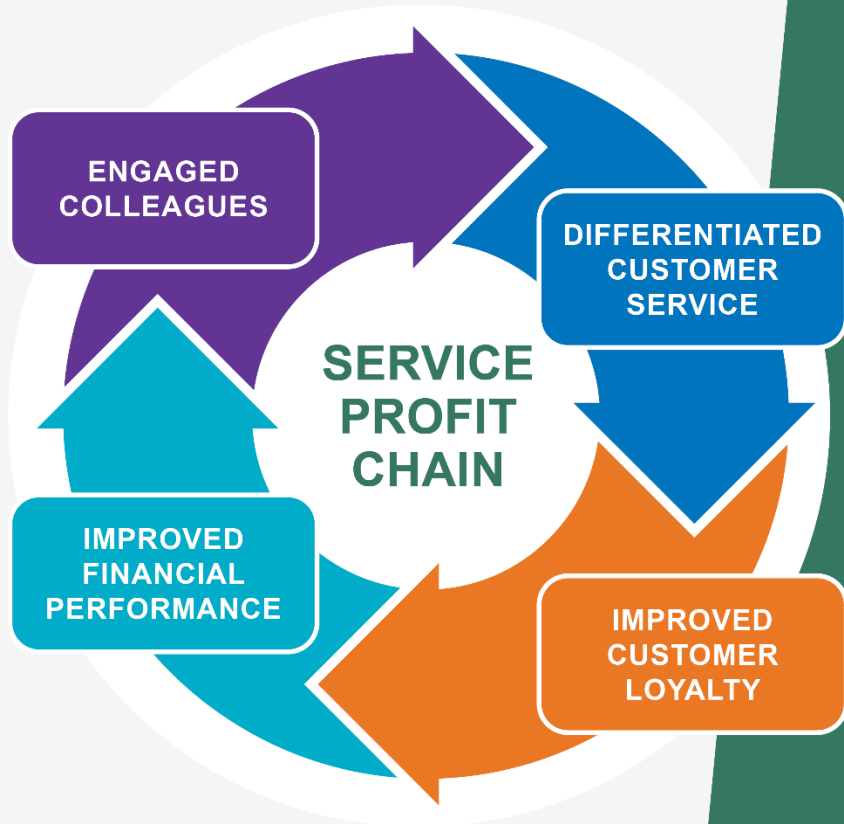 ENGAGED
COLLEAGUES
DIFFERENTIATED
CUSTOMER
SERVICE
SERVICE
PROFIT
CHAIN
IMPROVED
FINANCIAL
PERFORMANCE
IMPROVED
CUSTOMER
LOYALTY